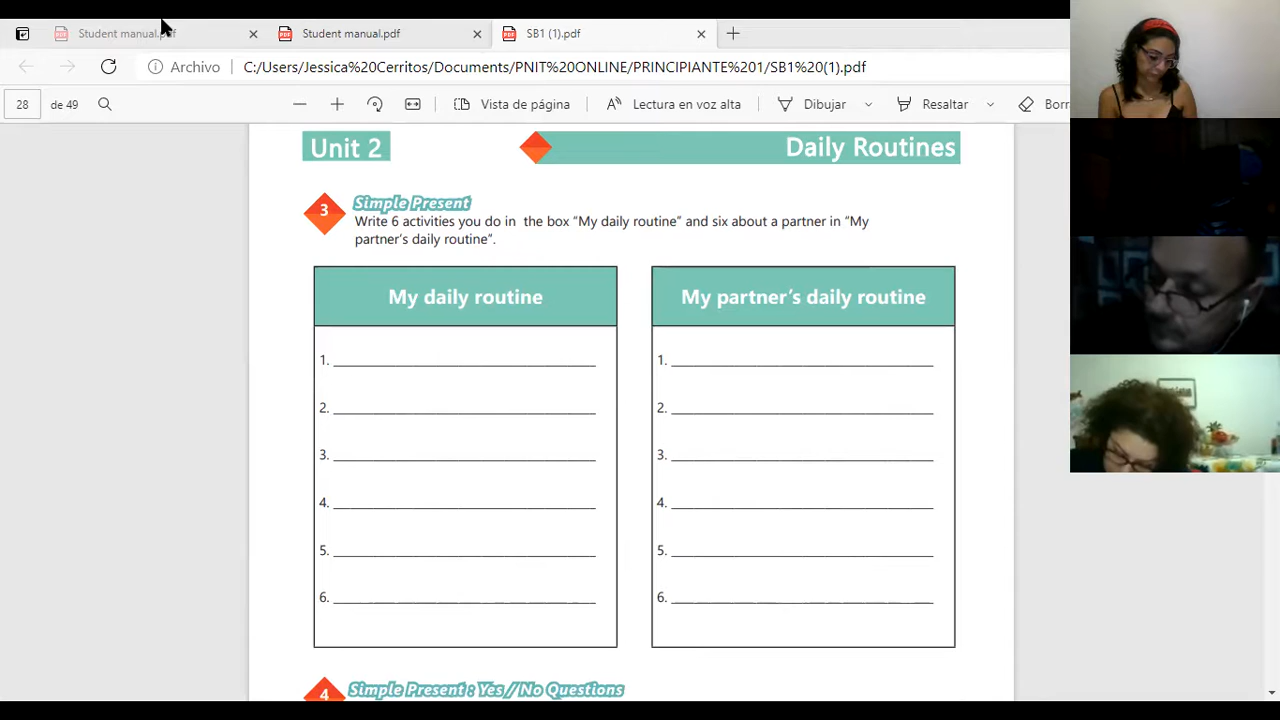 Student manual.pdf
Student manual.pdf
SB1 (1).pdf
Archivo
C:/Users/Jessica%20Cerritos/Documents/PNIT%20ONLINE/PRINCIPIANTE%201/SB1%20(1).pdf
28 de 49
Vista de página
Lectura en voz alta
Dibujar
Resaltar
Borr
Unit 2
Daily Routines
3
Simple Present
Write 6 activities you do in the box "My daily routine" and six about a partner in "My
partner's daily routine".
My daily routine
1.
2.
3.
4.
5.
6.
My partner's daily routine
1.
2.
3.
4.
5.
6.
4
Simple Present : Yes / No Questions